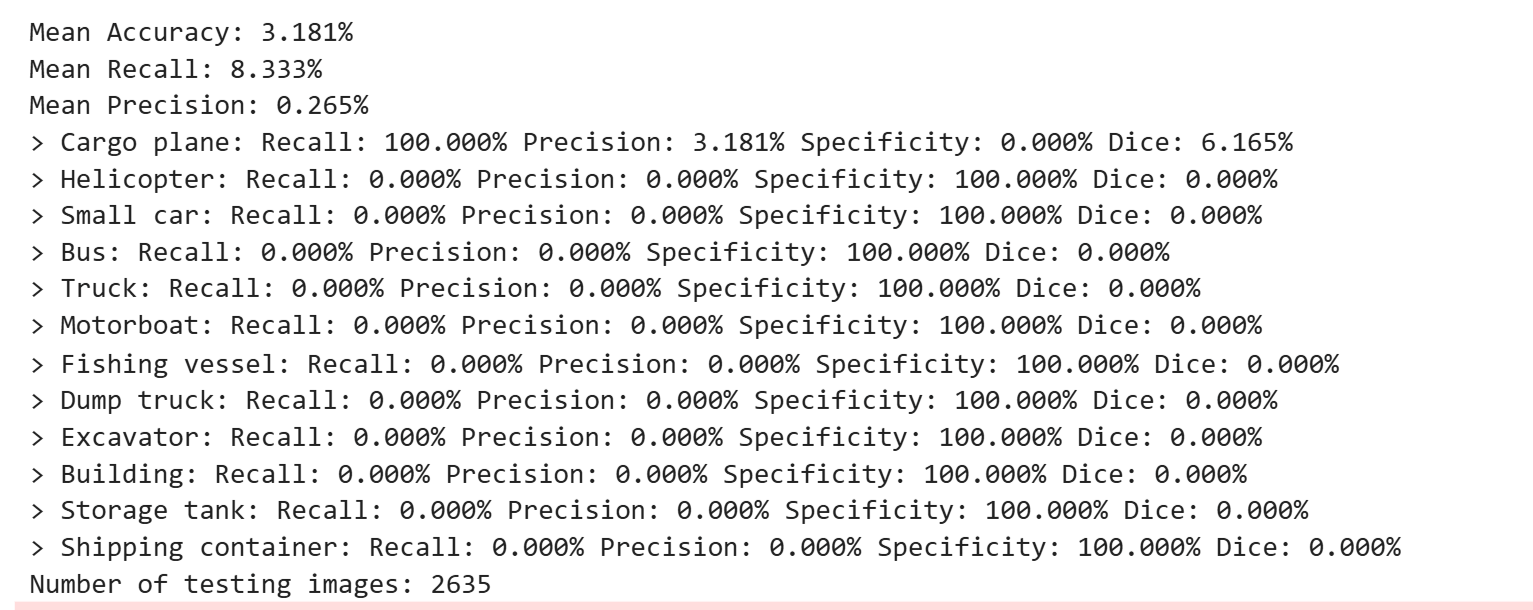 Mean Accuracy: 3.181%
Mean Recall: 8.333%
Mean Precision: 0.265%
> Cargo plane: Recall: 100.000% Precision: 3.181% Specificity: 0.000% Dice: 6.165%
> Helicopter: Recall: 0.000% Precision: 0.000% Specificity: 100.000% Dice: 0.000%
> Small car: Recall: 0.000% Precision: 0.000% Specificity: 100.000% Dice: 0.000%
> Bus: Recall: 0.000% Precision: 0.000% Specificity: 100.000% Dice: 0.000%
> Truck: Recall: 0.000% Precision: 0.000% Specificity: 100.000% Dice: 0.000%
> Motorboat: Recall: 0.000% Precision: 0.000% Specificity: 100.000% Dice: 0.000%
> Fishing vessel: Recall: 0.000% Precision: 0.000% Specificity: 100.000% Dice: 0.000%
> Dump truck: Recall: 0.000% Precision: 0.000% Specificity: 100.000% Dice: 0.000%
> Excavator: Recall: 0.000% Precision: 0.000% Specificity: 100.000% Dice: 0.000%
> Building: Recall: 0.000% Precision: 0.000% Specificity: 100.000% Dice: 0.000%
> Storage tank: Recall: 0.000% Precision: 0.000% Specificity: 100.000% Dice: 0.000%
> Shipping container: Recall: 0.000% Precision: 0.000% Specificity: 100.000% Dice: 0.000%
Number of testing images: 2635